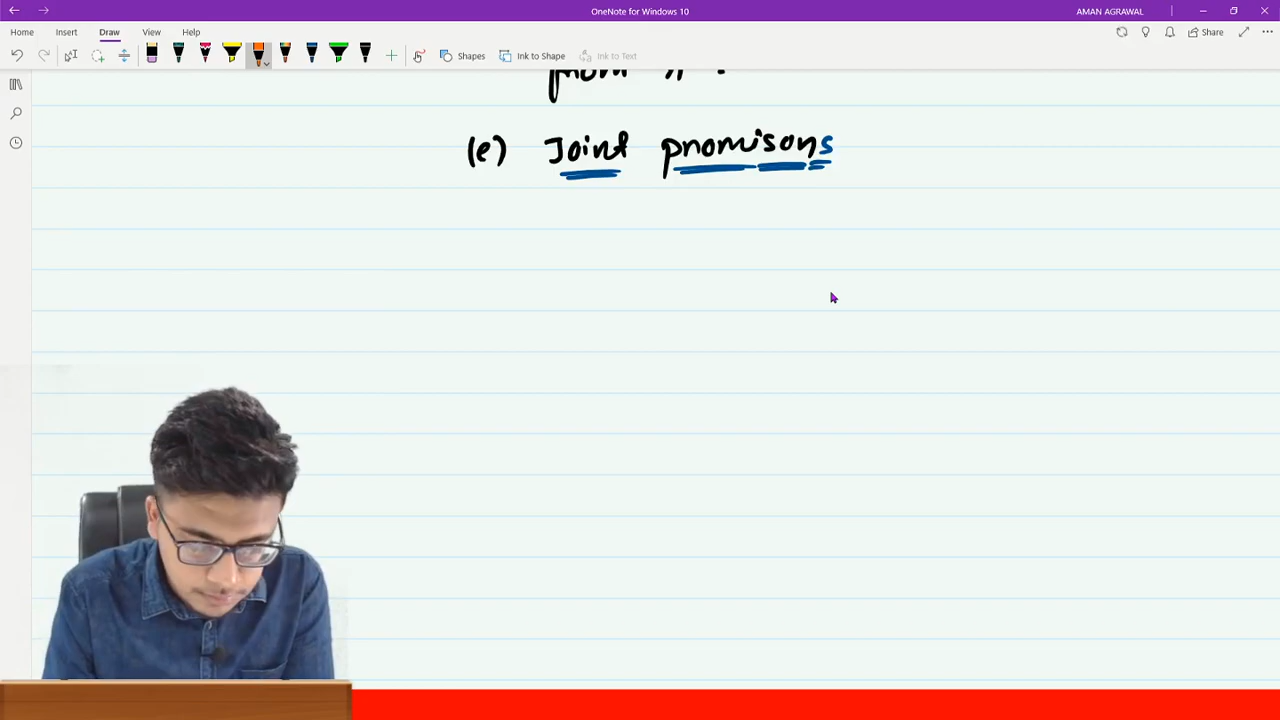 OneNote for Windows 10
AMAN AGRAWAL
Home Insert Draw View Help
Shapes Ink to Shape Ink to Text Share
(e) Joint promisors